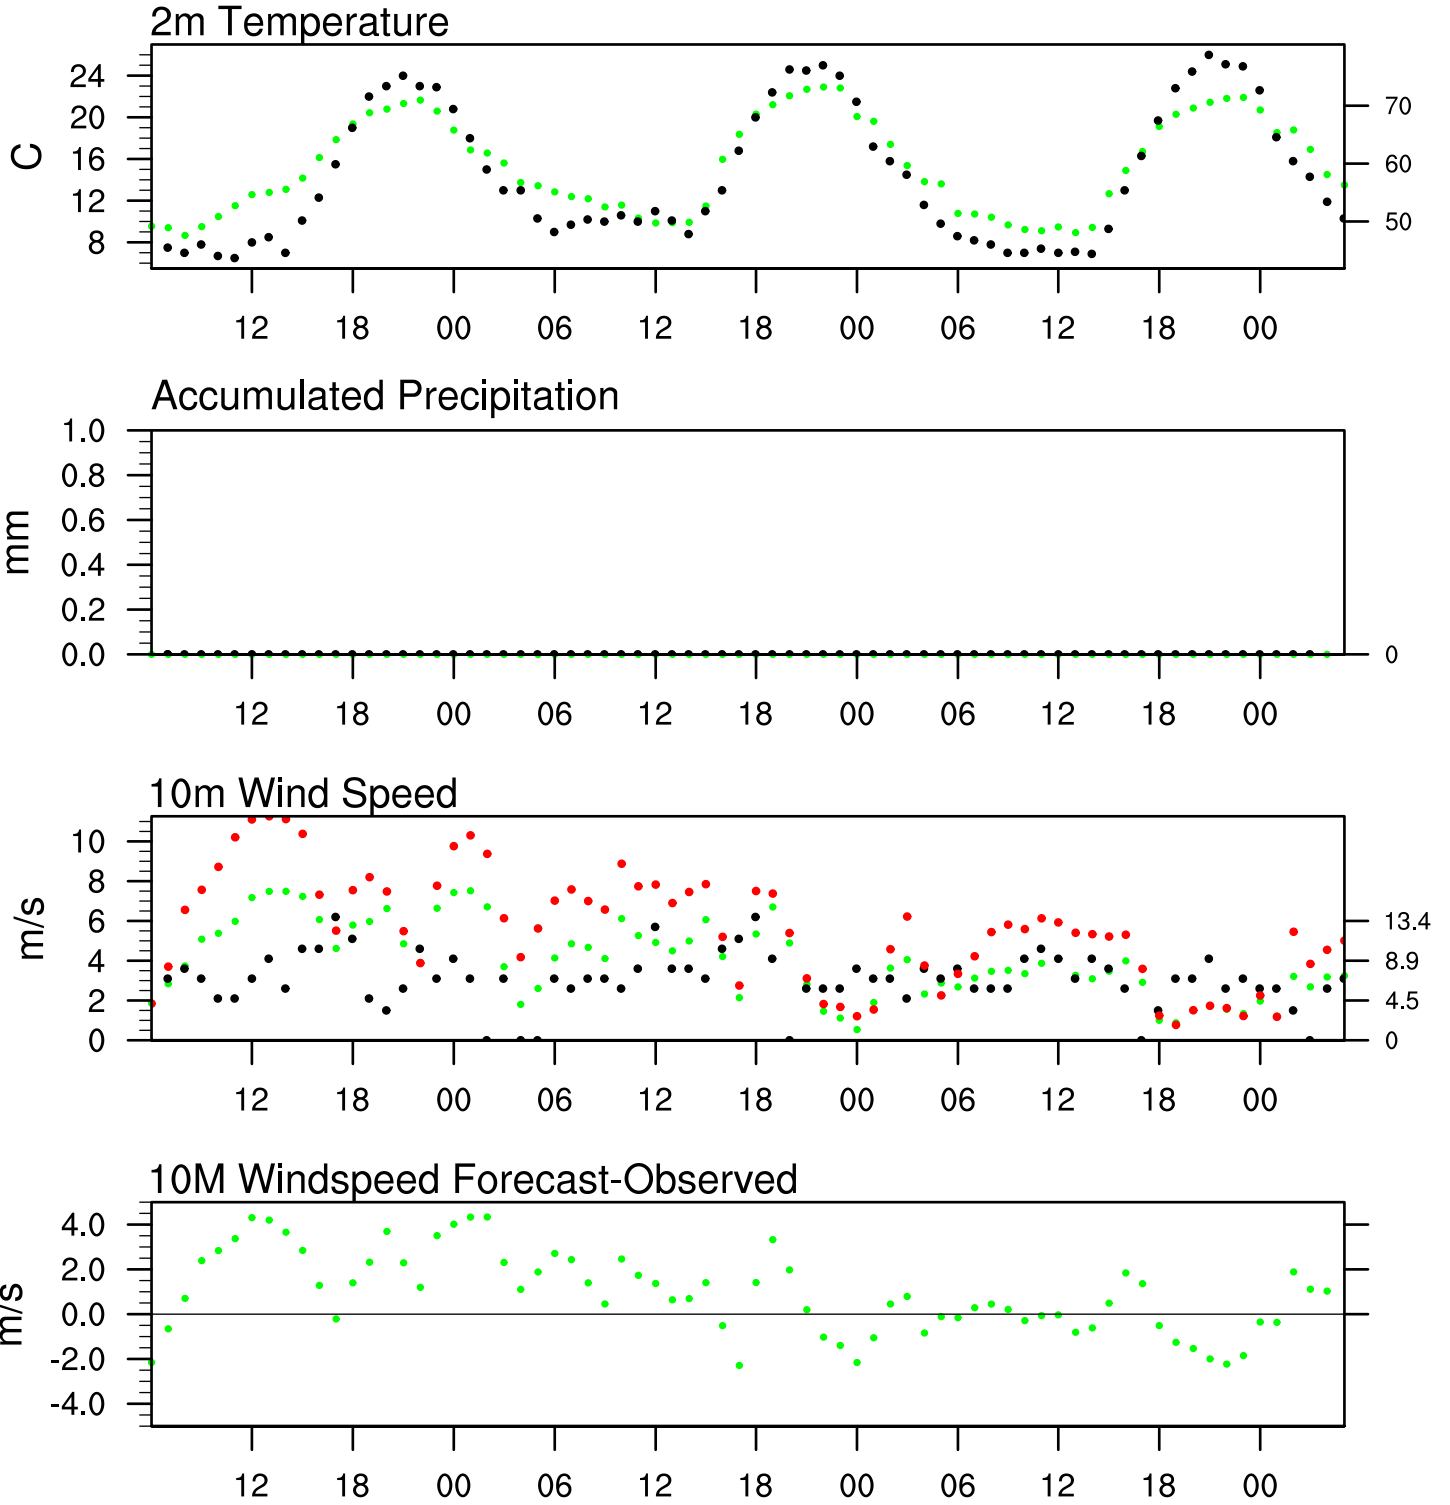 2m Temperature
24
20
16
12
8
C
70
60
50
12 18 00 06 12 18 00 06 12 18 00
Accumulated Precipitation
1.0
0.8
0.6
0.4
0.2
0.0
mm
0
12 18 00 06 12 18 00 06 12 18 00
10m Wind Speed
10
8
6
4
2
0
m/s
13.4
8.9
4.5
0
12 18 00 06 12 18 00 06 12 18 00
10M Windspeed Forecast-Observed
4.0
2.0
0.0
-2.0
-4.0
m/s
12 18 00 06 12 18 00 06 12 18 00